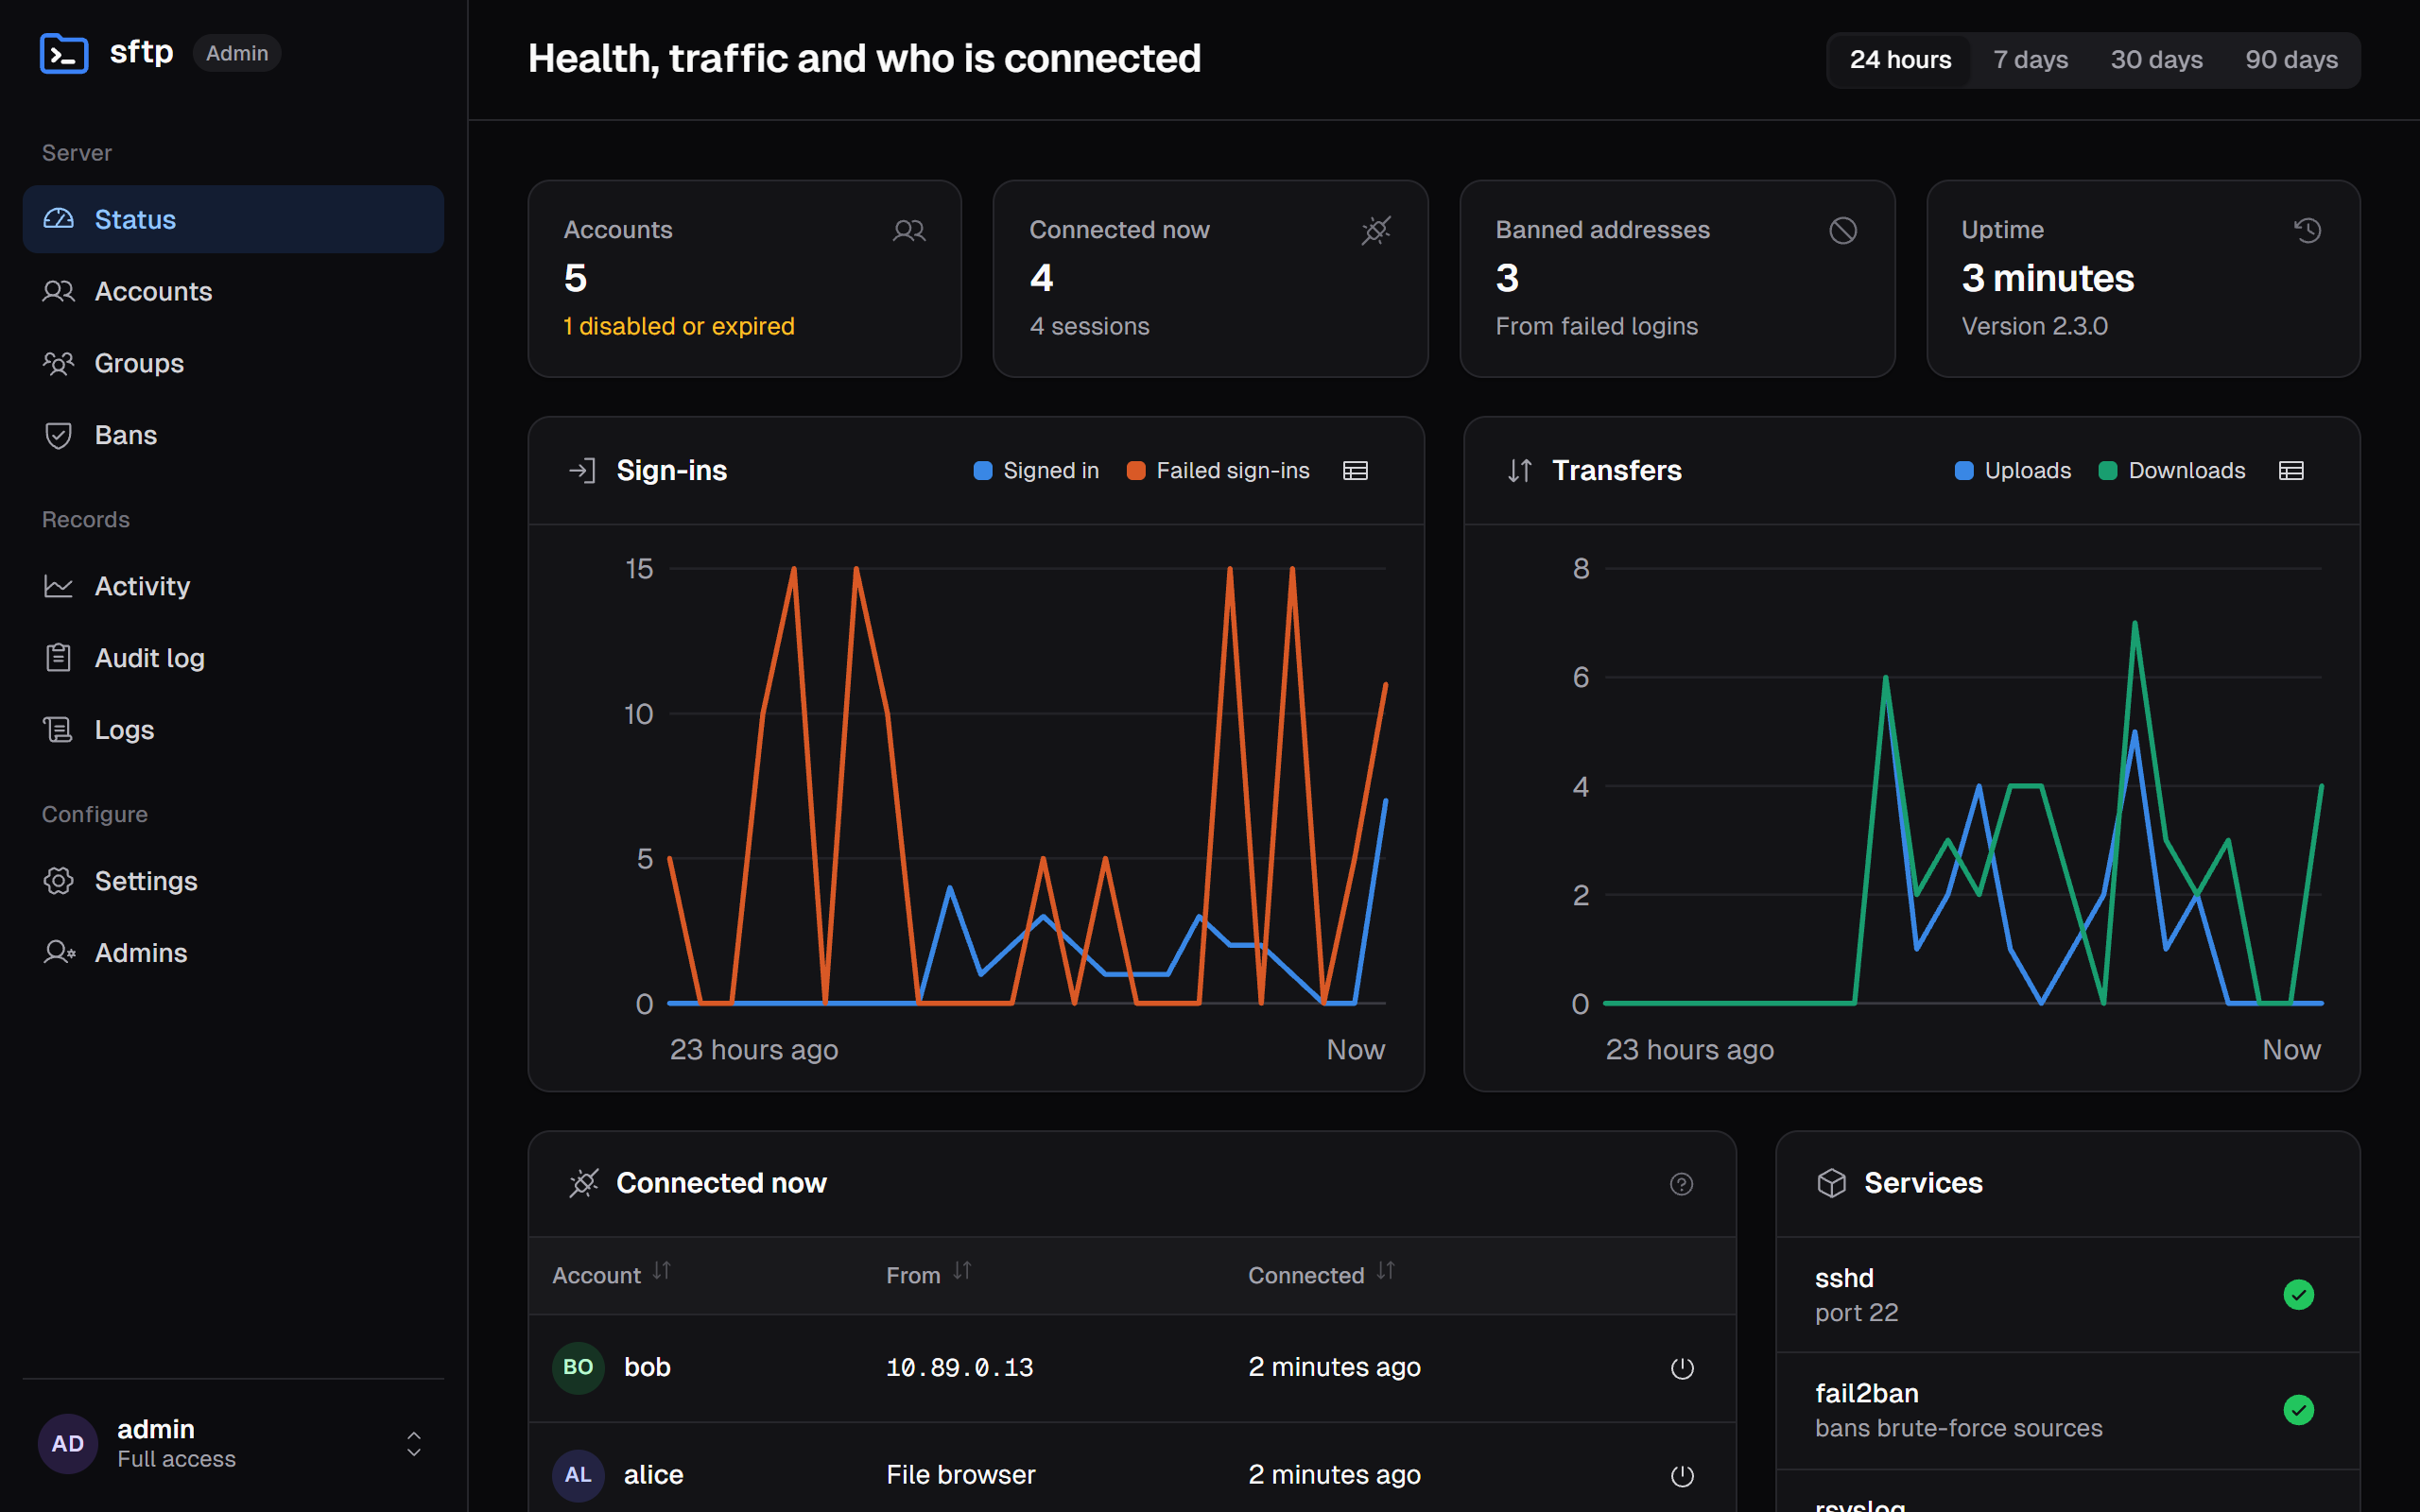 sftp Admin
Server
Status
Accounts
Groups
Bans
Records
Activity
Audit log
Logs
Configure
Settings
Admins
AD
admin
Full access
Health, traffic and who is connected
24 hours 7 days 30 days 90 days
Accounts
5
1 disabled or expired
Connected now
4
4 sessions
Banned addresses
3
From failed logins
Uptime
3 minutes
Version 2.3.0
Sign-ins Signed in Failed sign-ins
15
10
5
0
23 hours ago Now
Transfers Uploads Downloads
8
6
4
2
0
23 hours ago Now
Connected now
Account From Connected
BO bob 10.89.0.13 2 minutes ago
AL alice File browser 2 minutes ago
Services
sshd
port 22
fail2ban
bans brute-force sources
rsyslog